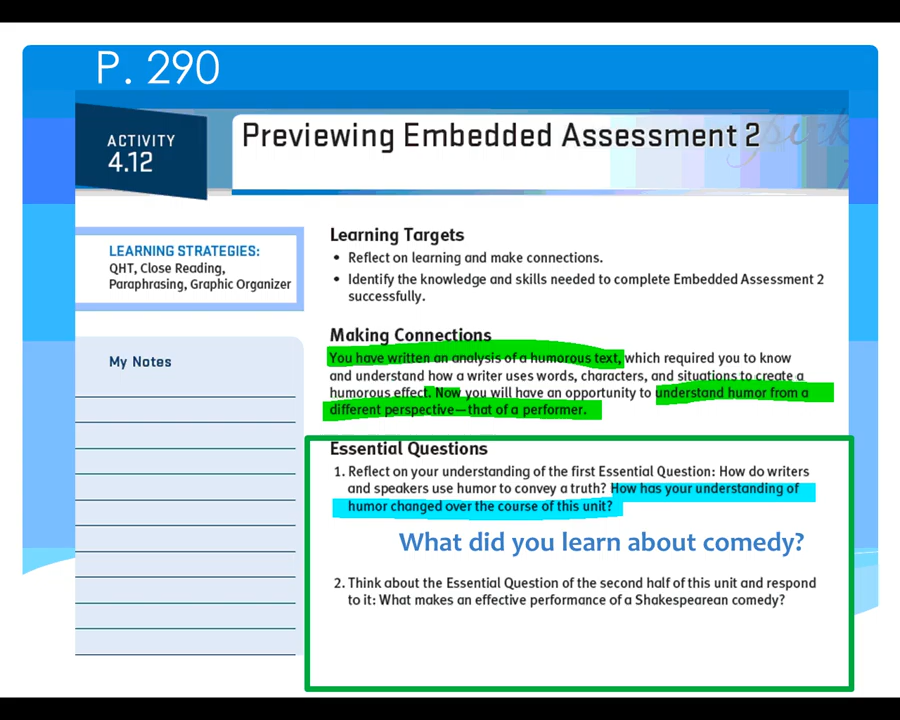 P. 290
ACTIVITY
4.12
Previewing Embedded Assessment 2
LEARNING STRATEGIES:
QHT, Close Reading,
Paraphrasing, Graphic Organizer
My Notes
Learning Targets
• Reflect on learning and make connections.
• Identify the knowledge and skills needed to complete Embedded Assessment 2
successfully.
Making Connections
You have written an analysis of a humorous text, which required you to know
and understand how a writer uses words, characters, and situations to create a
humorous effect. Now you will have an opportunity to understand humor from a
different perspective—that of a performer.
Essential Questions
1. Reflect on your understanding of the first Essential Question: How do writers
and speakers use humor to convey a truth? How has your understanding of
humor changed over the course of this unit?
What did you learn about comedy?
2. Think about the Essential Question of the second half of this unit and respond
to it: What makes an effective performance of a Shakespearean comedy?